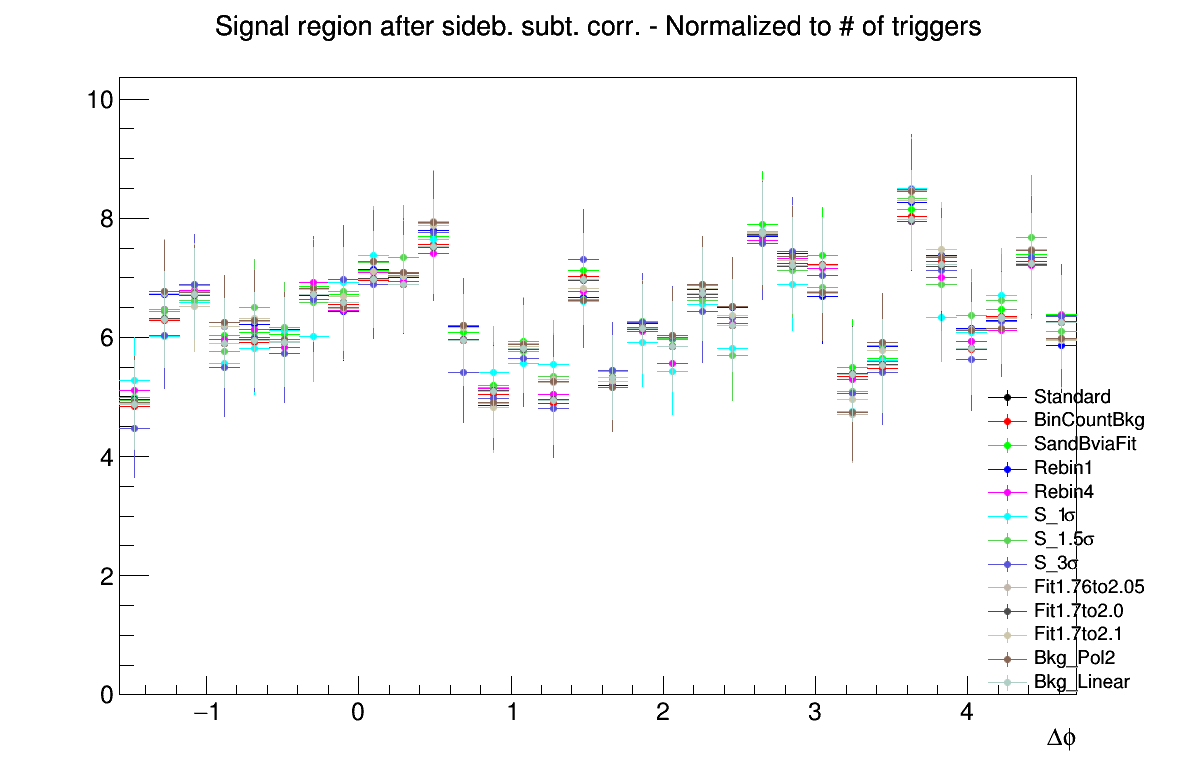 Signal region after sideb. subt. corr. - Normalized to # of triggers
10
8
6
4
2
0
−1
0
1
2
3
4
Δϕ
Standard
BinCountBkg
SandBviaFit
Rebin1
Rebin4
S_1σ
S_1.5σ
S_3σ
Fit1.76to2.05
Fit1.7to2.0
Fit1.7to2.1
Bkg_Pol2
Bkg_Linear